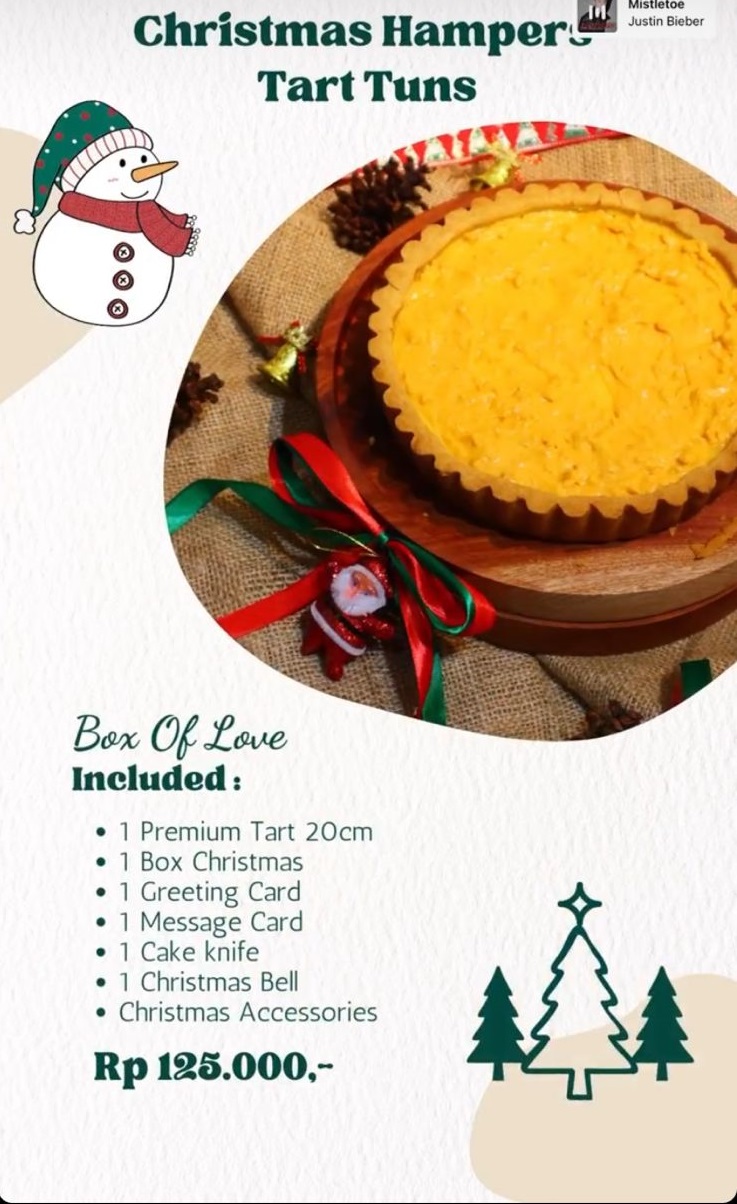 Mistletoe
Justin Bieber
Christmas Hampers
Tart Tuns
Box Of Love
Included :
• 1 Premium Tart 20cm
• 1 Box Christmas
• 1 Greeting Card
• 1 Message Card
• 1 Cake knife
• 1 Christmas Bell
• Christmas Accessories
Rp 125.000,-